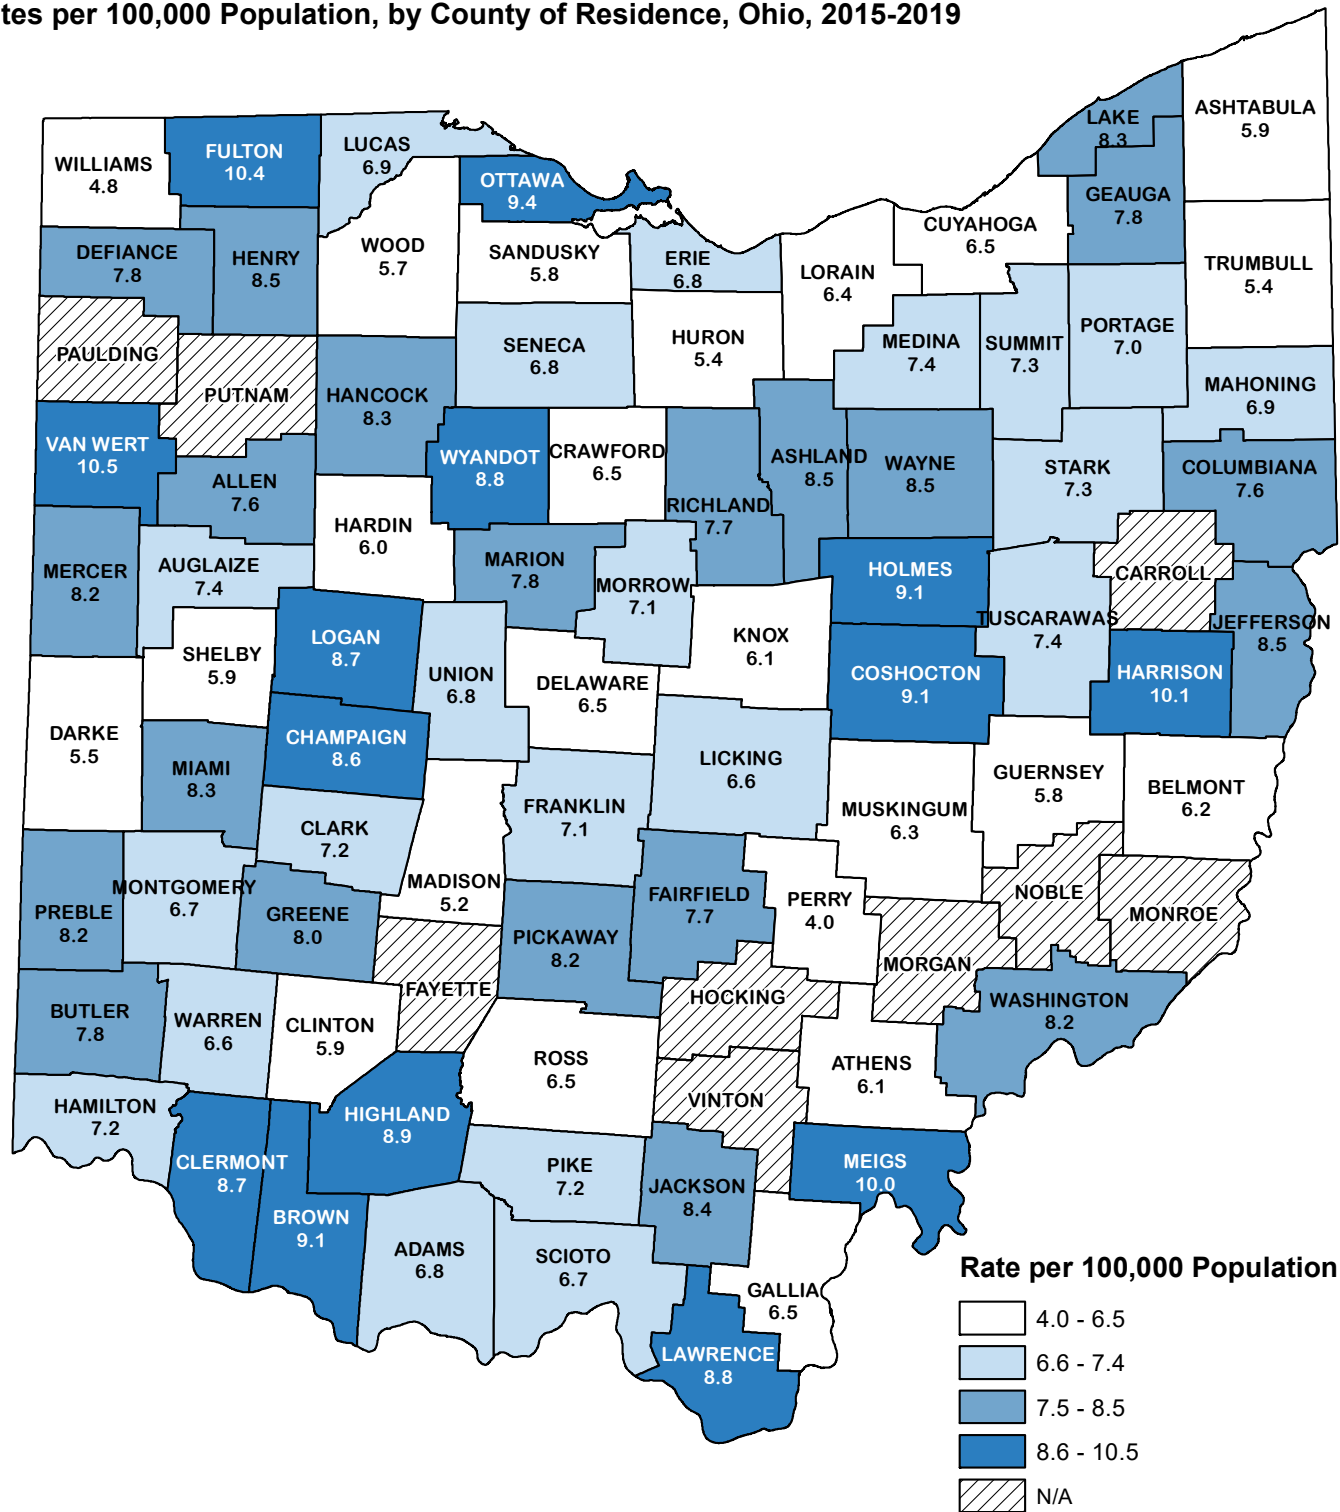 tes per 100,000 Population, by County of Residence, Ohio, 2015-2019
ASHTABULA
5.9
LAKE
8.3
LUCAS
6.9
FULTON
10.4
WILLIAMS
4.8
OTTAWA
9.4
GEAUGA
7.8
CUYAHOGA
6.5
WOOD
5.7
SANDUSKY
5.8
DEFIANCE
7.8
HENRY
8.5
ERIE
6.8
LORAIN
6.4
TRUMBULL
5.4
PORTAGE
7.0
HURON
5.4
MEDINA
7.4
SUMMIT
7.3
SENECA
6.8
PAULDING
MAHONING
6.9
PUTNAM
HANCOCK
8.3
VAN WERT
10.5
WYANDOT
8.8
CRAWFORD
6.5
ASHLAND
8.5
WAYNE
8.5
STARK
7.3
COLUMBIANA
7.6
ALLEN
7.6
RICHLAND
7.7
HARDIN
6.0
MARION
7.8
AUGLAIZE
7.4
MERCER
8.2
HOLMES
9.1
CARROLL
MORROW
7.1
TUSCARAWAS
7.4
JEFFERSON
8.5
KNOX
6.1
LOGAN
8.7
SHELBY
5.9
UNION
6.8
COSHOCTON
9.1
HARRISON
10.1
DELAWARE
6.5
DARKE
5.5
CHAMPAIGN
8.6
LICKING
6.6
MIAMI
8.3
GUERNSEY
5.8
BELMONT
6.2
FRANKLIN
7.1
MUSKINGUM
6.3
CLARK
7.2
MADISON
5.2
MONTGOMERY
6.7
FAIRFIELD
7.7
PERRY
4.0
NOBLE
MONROE
PREBLE
8.2
GREENE
8.0
PICKAWAY
8.2
MORGAN
FAYETTE
HOCKING
WASHINGTON
8.2
BUTLER
7.8
WARREN
6.6
CLINTON
5.9
ROSS
6.5
ATHENS
6.1
VINTON
HAMILTON
7.2
HIGHLAND
8.9
CLERMONT
8.7
PIKE
7.2
MEIGS
10.0
JACKSON
8.4
BROWN
9.1
ADAMS
6.8
SCIOTO
6.7
GALLIA
6.5
LAWRENCE
8.8
Rate per 100,000 Population
4.0 - 6.5
6.6 - 7.4
7.5 - 8.5
8.6 - 10.5
N/A